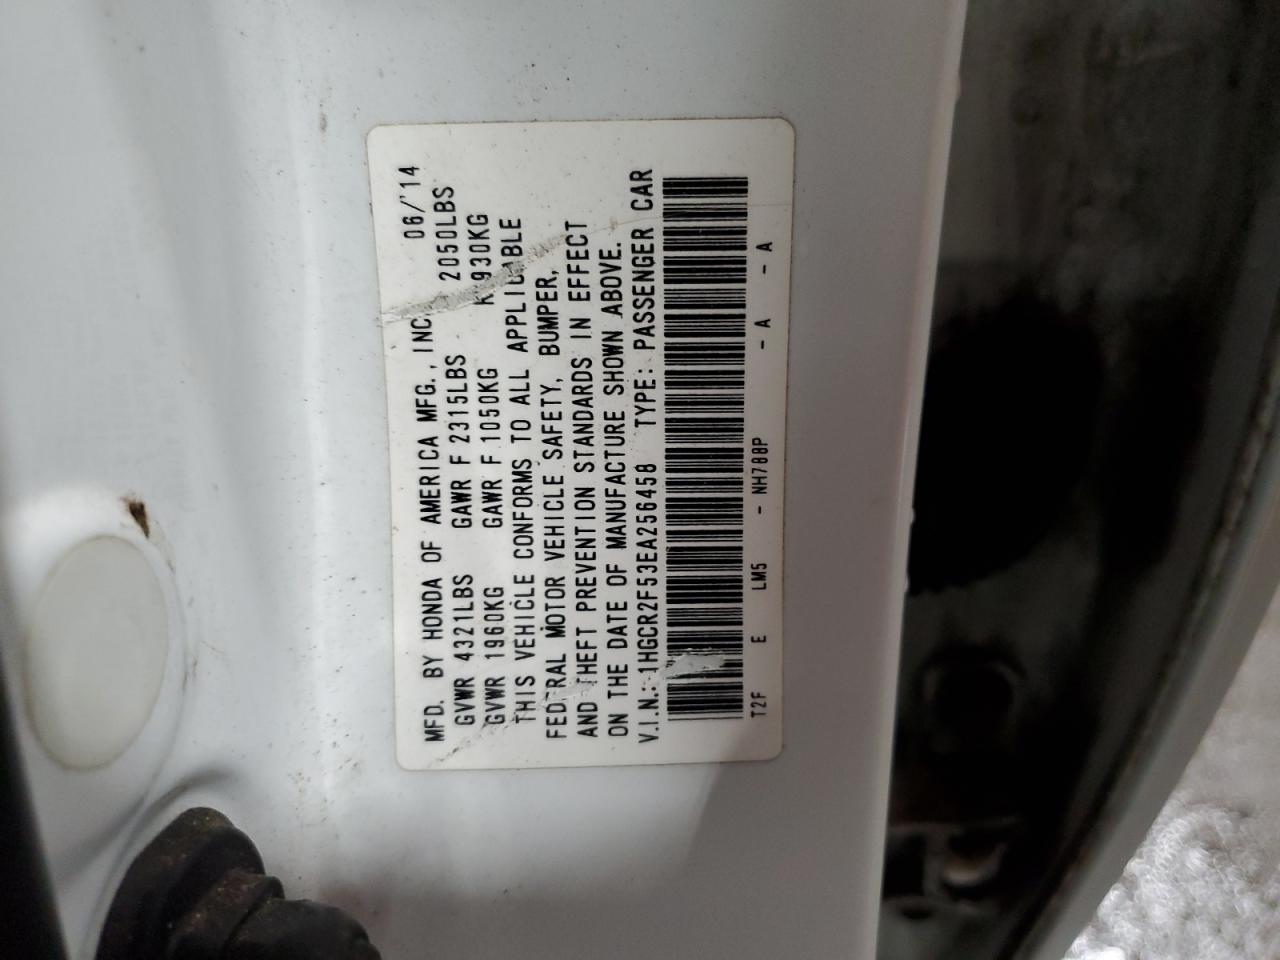 MFD. BY HONDA OF AMERICA MFG., INC. 06/'14
GVWR 4321LBS GAWR F 2315LBS 2050LBS
GVWR 1960KG GAWR F 1050KG 930KG
THIS VEHICLE CONFORMS TO ALL APPLICABLE
FEDERAL MOTOR VEHICLE SAFETY, BUMPER,
AND THEFT PREVENTION STANDARDS IN EFFECT
ON THE DATE OF MANUFACTURE SHOWN ABOVE.
V.I.N.: 1HGCR2F53EA256458 TYPE: PASSENGER CAR
T2F E LM5 - NH788P - A - A